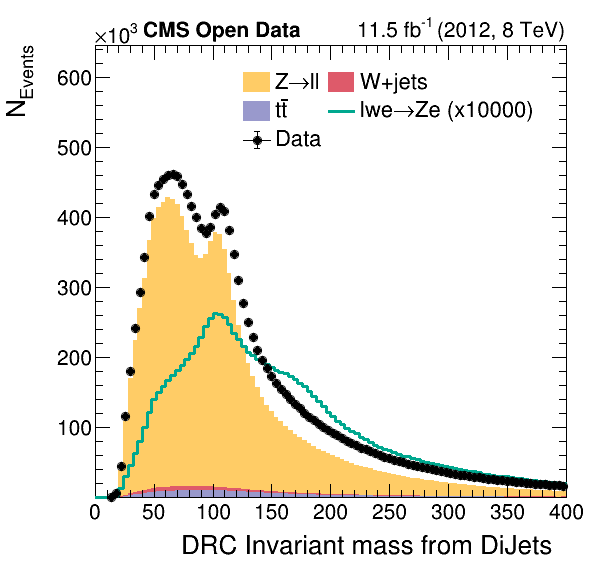 ×10³ CMS Open Data 11.5 fb⁻¹ (2012, 8 TeV)
N_Events
Z→ll W+jets
tt̄ lwe→Ze (x10000)
Data
600
500
400
300
200
100
0 50 100 150 200 250 300 350 400
DRC Invariant mass from DiJets